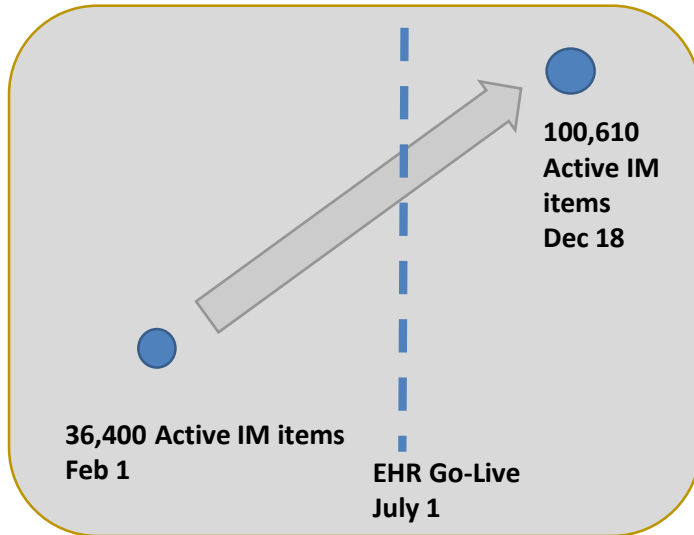 100,610
Active IM
items
Dec 18
36,400 Active IM items
Feb 1
EHR Go-Live
July 1